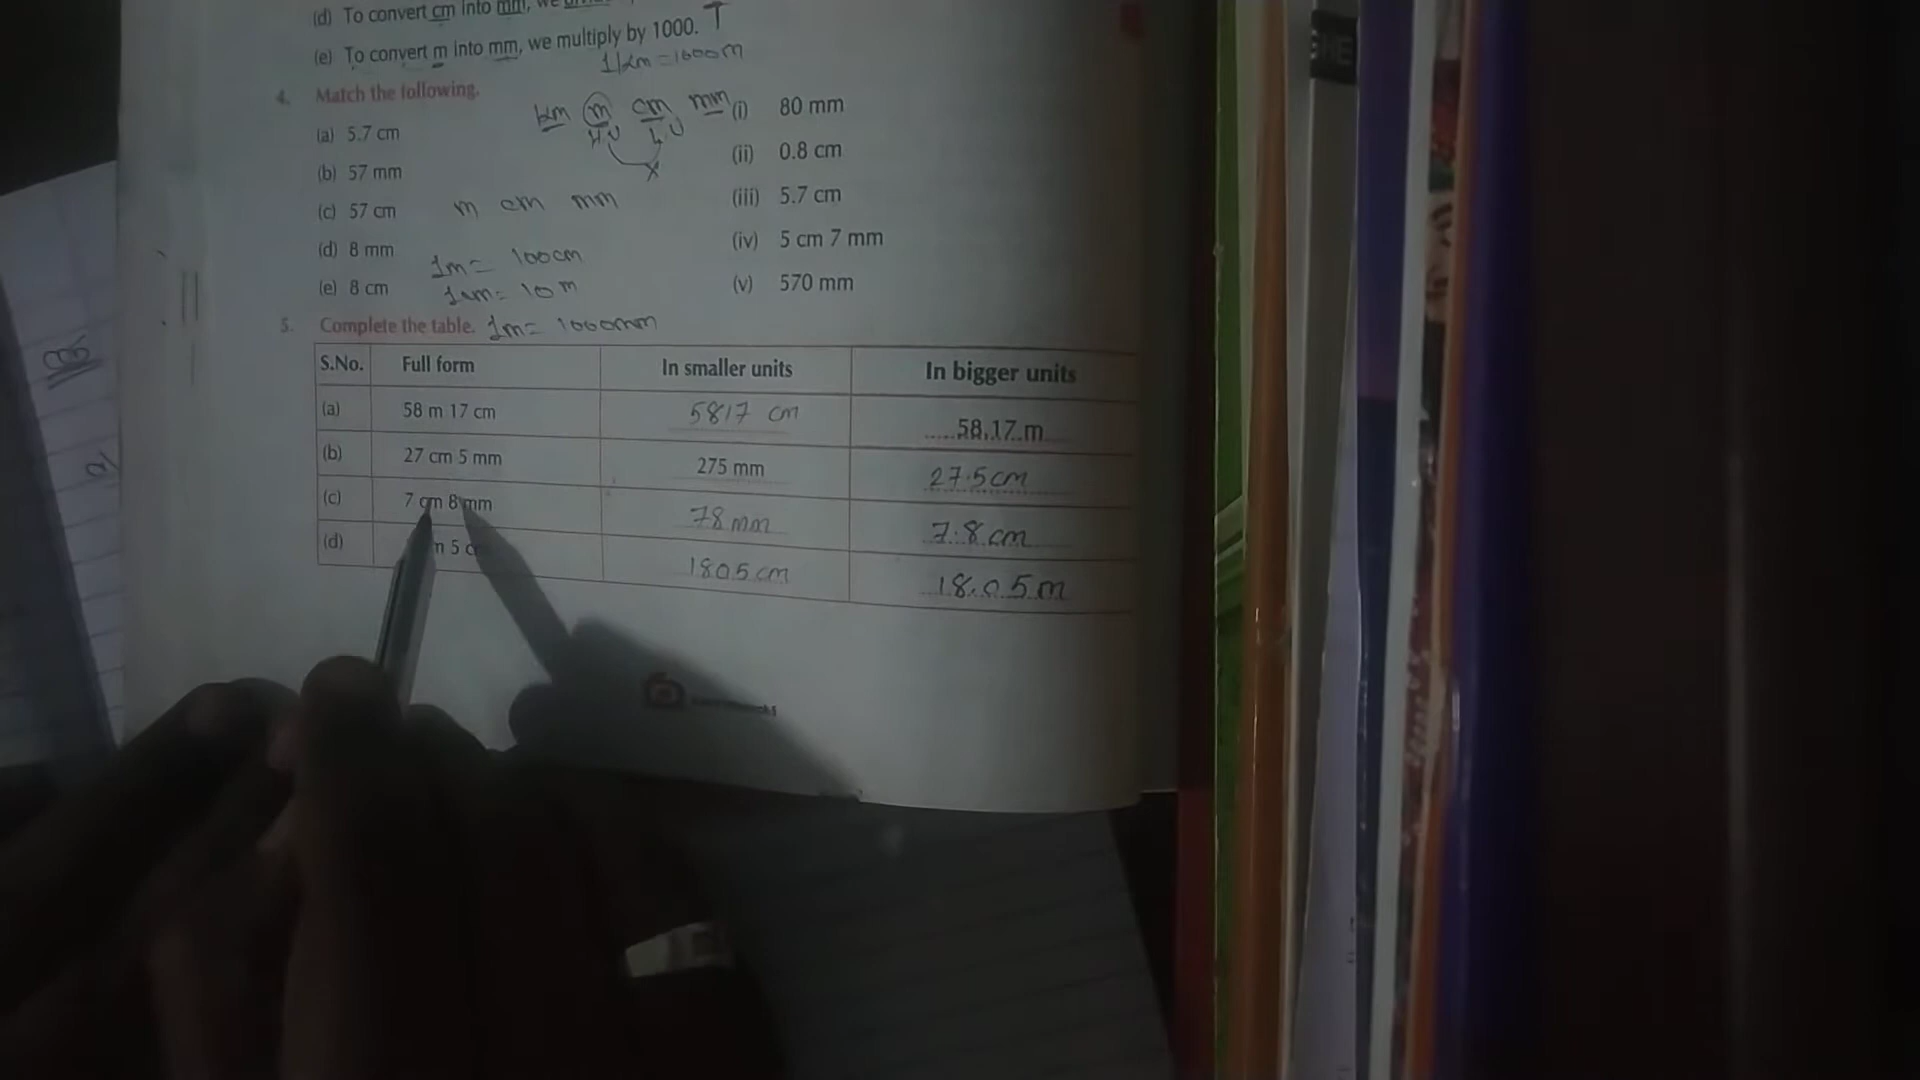 (d) To convert cm into mm, we
(e) To convert m into mm, we multiply by 1000. T
1km = 1000m
4. Match the following.
km m cm mm
H.U L.U
x
(a) 5.7 cm (i) 80 mm
(b) 57 mm (ii) 0.8 cm
(c) 57 cm (iii) 5.7 cm
m cm mm
(d) 8 mm (iv) 5 cm 7 mm
1m = 100cm
(e) 8 cm (v) 570 mm
1cm = 10m
5. Complete the table. 1m = 1000mm
S.No. Full form In smaller units In bigger units
(a) 58 m 17 cm 5817 cm 58.17 m
(b) 27 cm 5 mm 275 mm 27.5cm
(c) 7 cm 8 mm 78 mm 7.8 cm
(d) 5 1805 cm 18.05 m